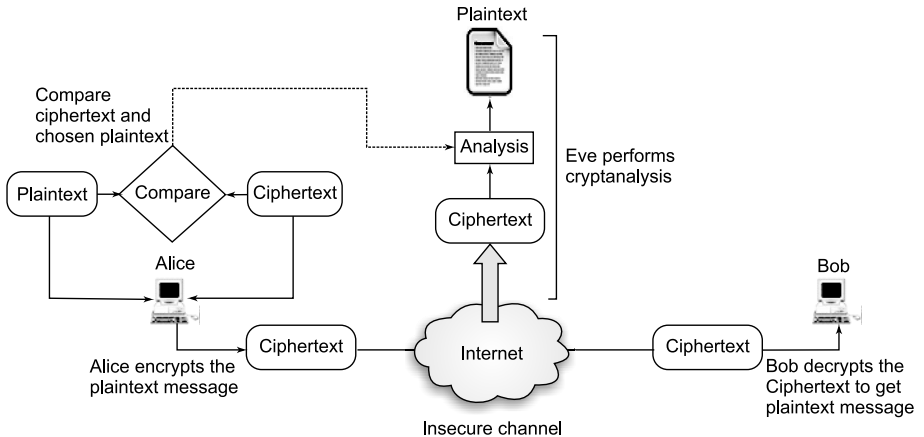 Plaintext
Compare
ciphertext and
chosen plaintext
Analysis
Eve performs
cryptanalysis
Plaintext
Compare
Ciphertext
Ciphertext
Alice
Bob
Ciphertext
Internet
Ciphertext
Alice encrypts the
plaintext message
Bob decrypts the
Ciphertext to get
plaintext message
Insecure channel